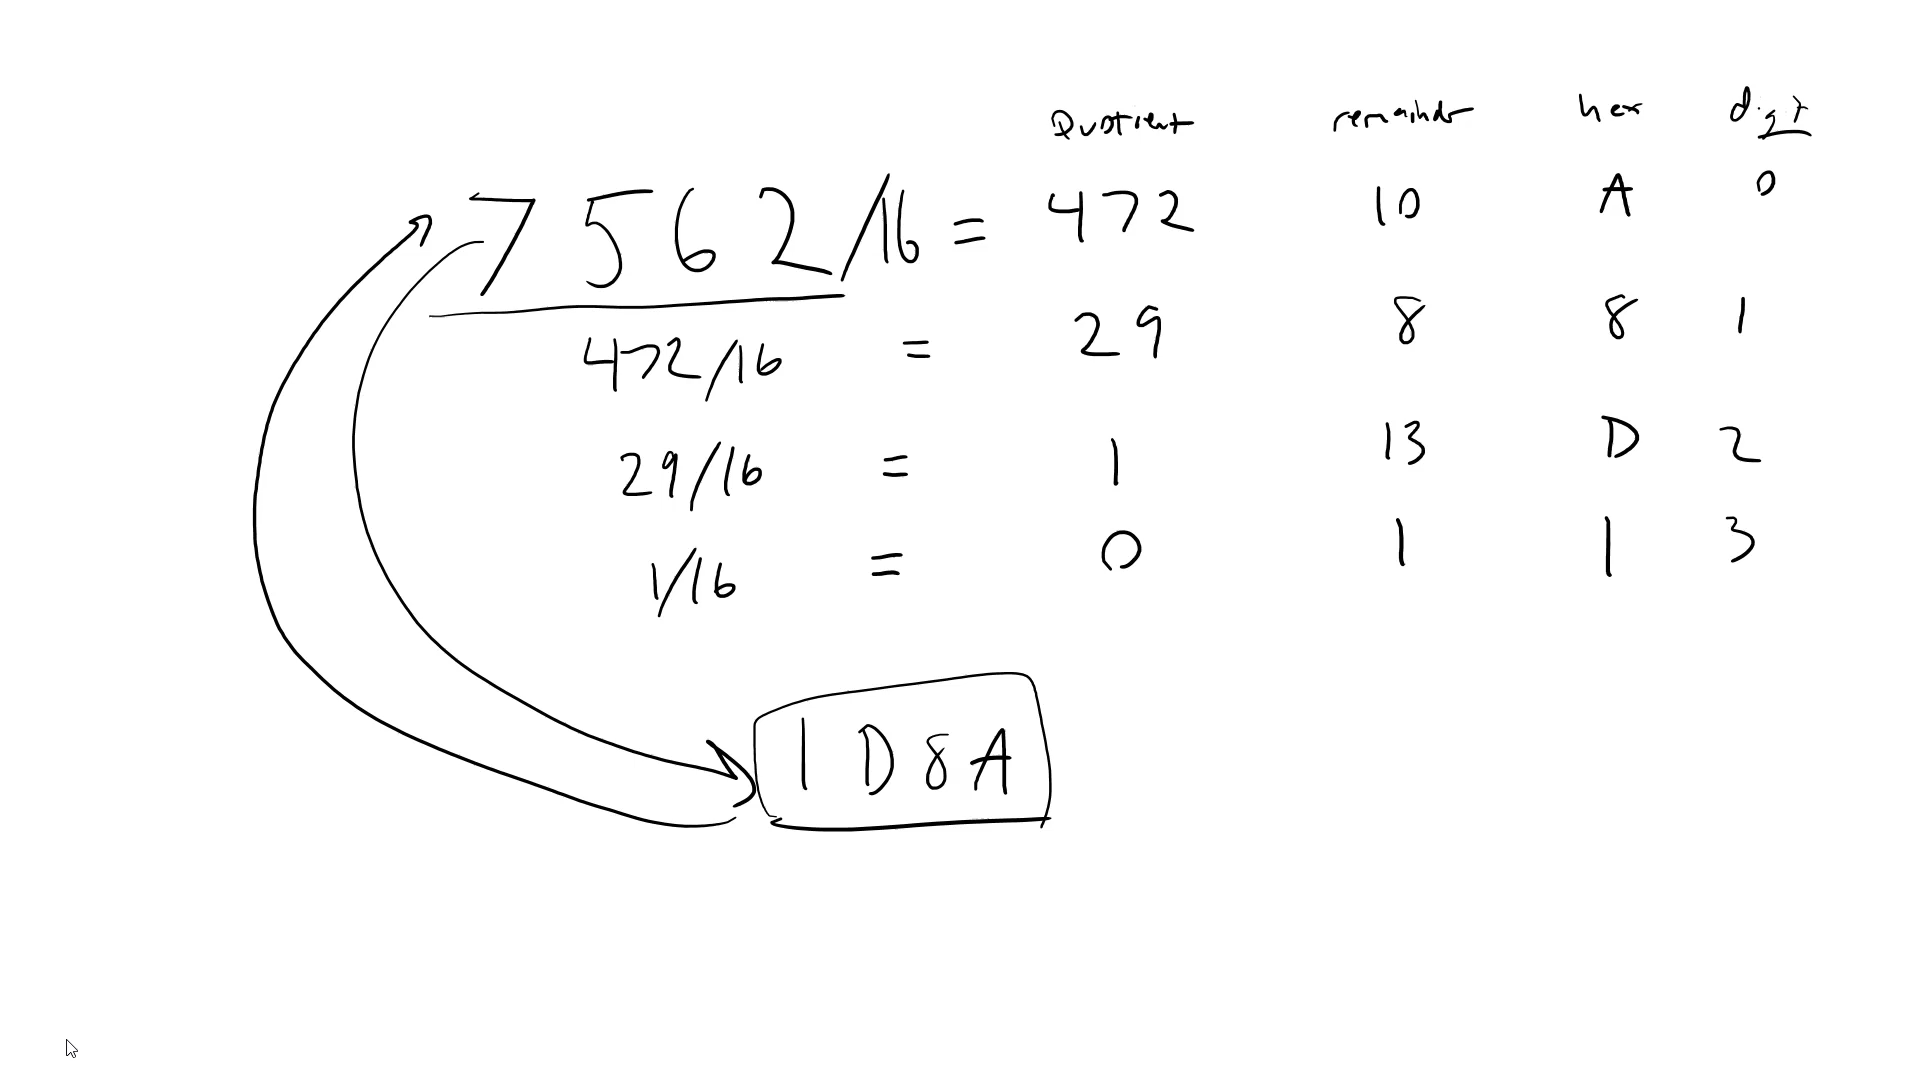 Quotient remainder hex digit
7562/16 = 472 10 A 0
472/16 = 29 8 8 1
29/16 = 1 13 D 2
1/16 = 0 1 1 3
1D8A